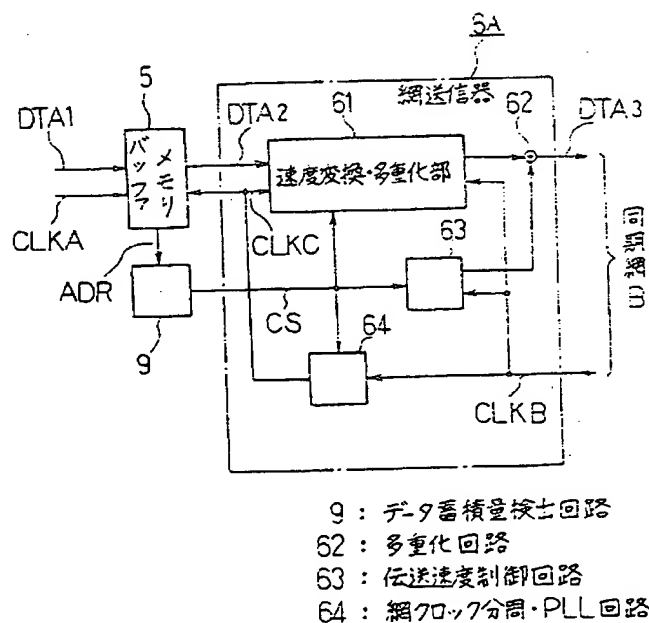 6A
網送信器
5
61
62
DTA1
DTA2
DTA3
バッファ
メモリ
速度変換・多重化部
CLKA
CLKC
63
ADR
CS
64
同期網B
9
CLKB
9 : データ蓄積量検出回路
62 : 多重化回路
63 : 伝送速度制御回路
64 : 網クロック分周・PLL回路